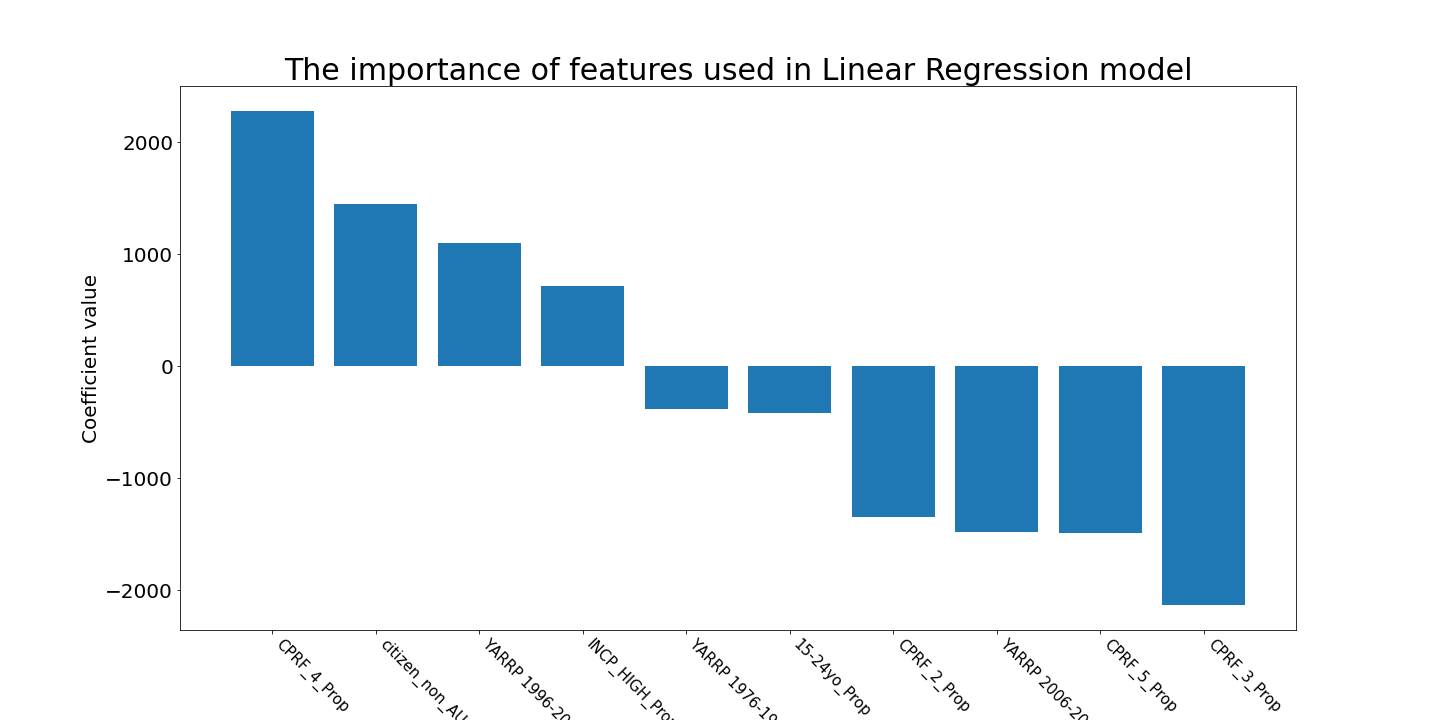 The importance of features used in Linear Regression model
Coefficient value
2000
1000
0
−1000
−2000
CPRF_4_Prop
citizen_non_AU
YARRP 1996-20
INCP_HIGH_Pro
YARRP 1976-19
15-24yo_Prop
CPRF_2_Prop
YARRP 2006-20
CPRF_5_Prop
CPRF_3_Prop